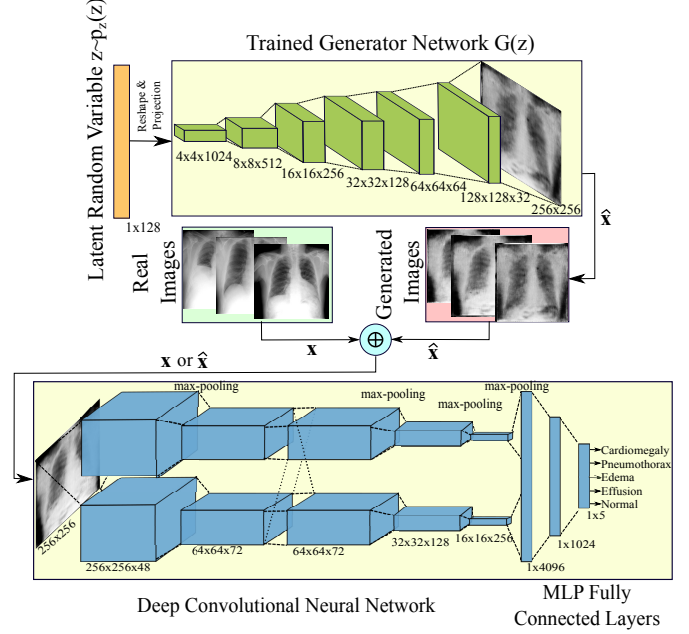 Trained Generator Network G(z)
Latent Random Variable z~p_z(z)
Reshape &
Projection
4x4x1024
8x8x512
16x16x256
32x32x128
64x64x64
128x128x32
256x256
1x128
x̂
Real
Images
Generated
Images
x
x̂
x or x̂
max-pooling
max-pooling
max-pooling
max-pooling
Cardiomegaly
Pneumothorax
Edema
Effusion
Normal
1x5
256x256
256x256x48
64x64x72
64x64x72
32x32x128
16x16x256
1x4096
1x1024
Deep Convolutional Neural Network
MLP Fully
Connected Layers